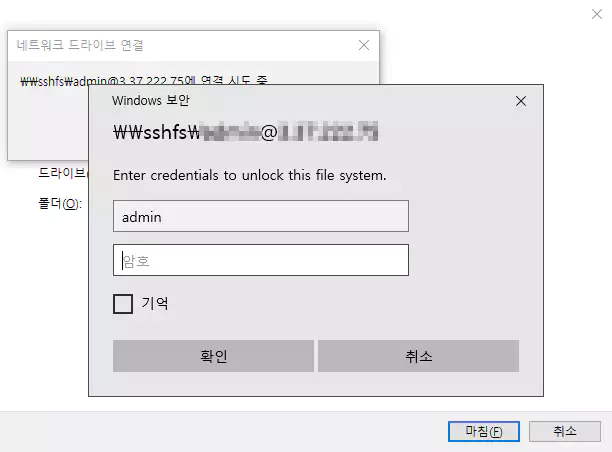 네트워크 드라이브 연결
₩₩sshfs₩admin@3.37.222.75에 연결 시도 중
Windows 보안
₩₩sshfs₩
@
Enter credentials to unlock this file system.
admin
암호
기억
확인 취소
드라이브(
폴더(O):
마침(F) 취소